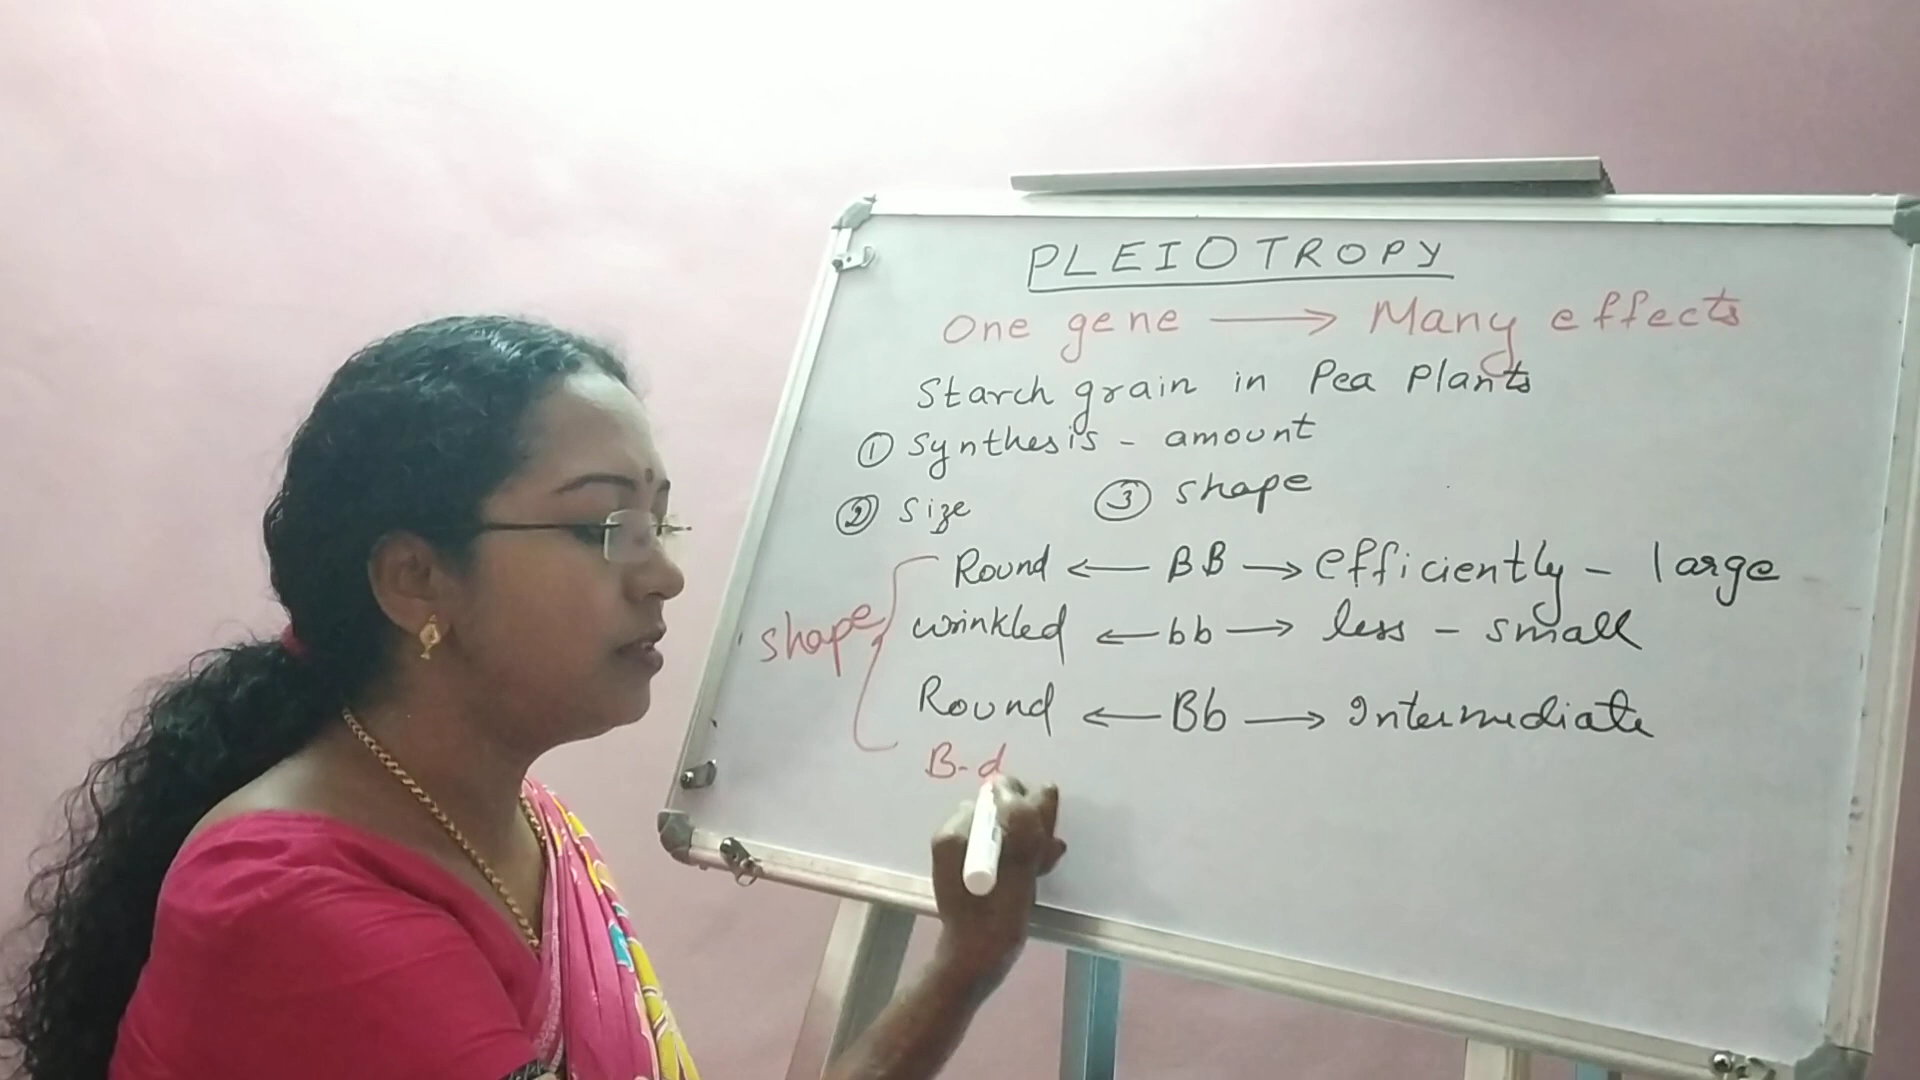 PLEIOTROPY
One gene → Many effects
Starch grain in Pea Plants
① Synthesis - amount
② Size ③ shape
Round ← BB → efficiently - large
wrinkled ← bb → less - small
shape
Round ← Bb → Intermediate
B-d